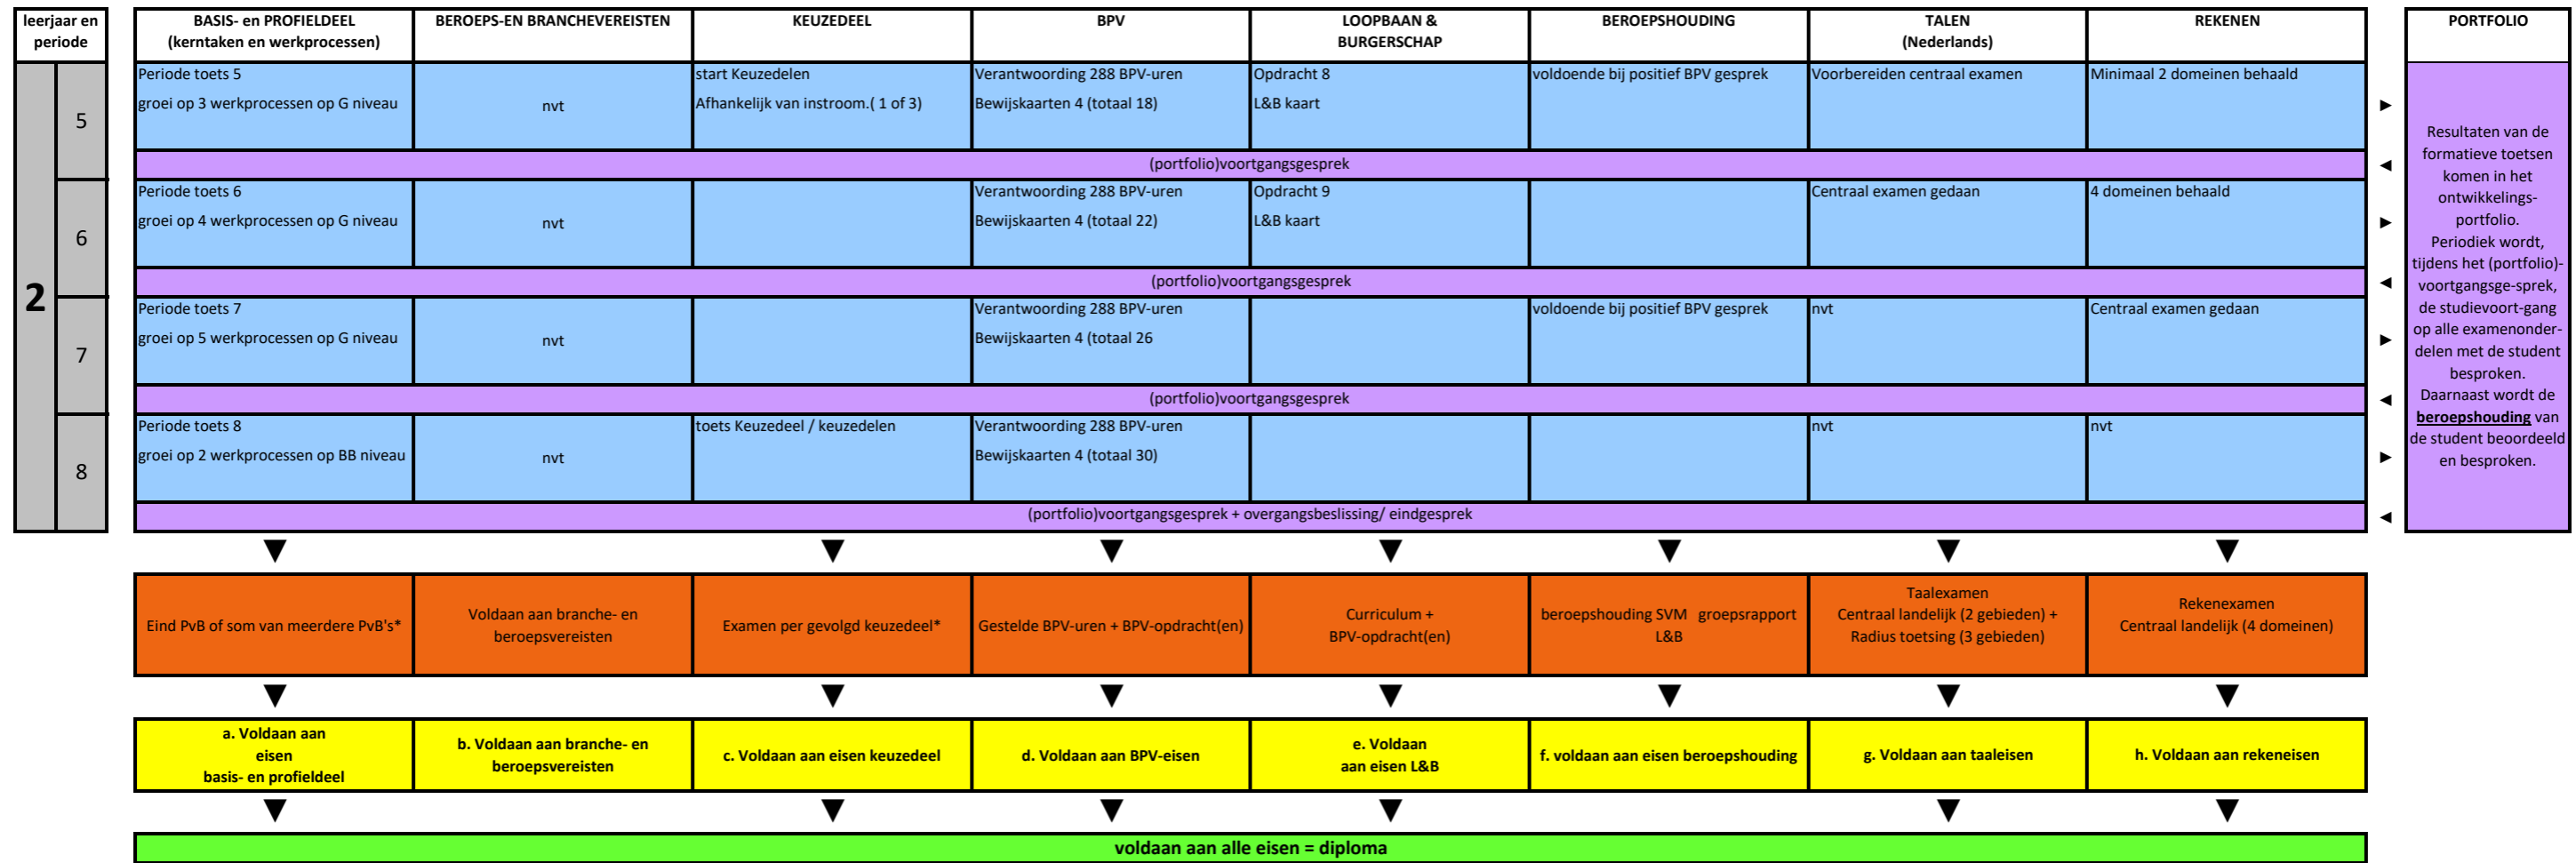 leerjaar en
periode
BASIS- en PROFIELDEEL
(kerntaken en werkprocessen)
BEROEPS-EN BRANCHEVEREISTEN
KEUZEDEEL
BPV
LOOPBAAN &
BURGERSCHAP
BEROEPSHOUDING
TALEN
(Nederlands)
REKENEN
PORTFOLIO
2
5
Periode toets 5
groei op 3 werkprocessen op G niveau
nvt
start Keuzedelen
Afhankelijk van instroom.( 1 of 3)
Verantwoording 288 BPV-uren
Bewijskaarten 4 (totaal 18)
Opdracht 8
L&B kaart
voldoende bij positief BPV gesprek
Voorbereiden centraal examen
Minimaal 2 domeinen behaald
►
(portfolio)voortgangsgesprek
◄
6
Periode toets 6
groei op 4 werkprocessen op G niveau
nvt
Verantwoording 288 BPV-uren
Bewijskaarten 4 (totaal 22)
Opdracht 9
L&B kaart
Centraal examen gedaan
4 domeinen behaald
►
(portfolio)voortgangsgesprek
◄
7
Periode toets 7
groei op 5 werkprocessen op G niveau
nvt
Verantwoording 288 BPV-uren
Bewijskaarten 4 (totaal 26
voldoende bij positief BPV gesprek
nvt
Centraal examen gedaan
►
(portfolio)voortgangsgesprek
◄
8
Periode toets 8
groei op 2 werkprocessen op BB niveau
nvt
toets Keuzedeel / keuzedelen
Verantwoording 288 BPV-uren
Bewijskaarten 4 (totaal 30)
nvt
nvt
►
(portfolio)voortgangsgesprek + overgangsbeslissing/ eindgesprek
◄
Resultaten van de
formatieve toetsen
komen in het
ontwikkelings-
portfolio.
Periodiek wordt,
tijdens het (portfolio)-
voortgangsge-sprek,
de studievoort-gang
op alle examenonder-
delen met de student
besproken.
Daarnaast wordt de
beroepshouding van
de student beoordeeld
en besproken.
▼ ▼ ▼ ▼ ▼ ▼ ▼
Eind PvB of som van meerdere PvB's*
Voldaan aan branche- en
beroepsvereisten
Examen per gevolgd keuzedeel*
Gestelde BPV-uren + BPV-opdracht(en)
Curriculum +
BPV-opdracht(en)
beroepshouding SVM groepsrapport
L&B
Taalexamen
Centraal landelijk (2 gebieden) +
Radius toetsing (3 gebieden)
Rekenexamen
Centraal landelijk (4 domeinen)
▼ ▼ ▼ ▼ ▼ ▼ ▼
a. Voldaan aan
eisen
basis- en profieldeel
b. Voldaan aan branche- en
beroepsvereisten
c. Voldaan aan eisen keuzedeel
d. Voldaan aan BPV-eisen
e. Voldaan
aan eisen L&B
f. voldaan aan eisen beroepshouding
g. Voldaan aan taaleisen
h. Voldaan aan rekeneisen
▼ ▼ ▼ ▼ ▼ ▼
voldaan aan alle eisen = diploma